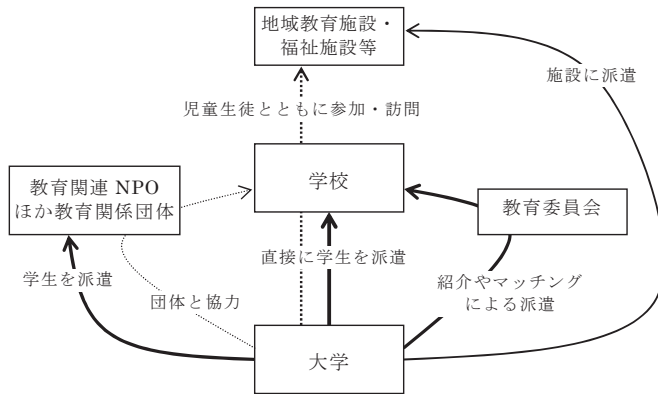 地域教育施設・
福祉施設等
施設に派遣
児童生徒とともに参加・訪問
学校
教育関連 NPO
ほか教育関係団体
教育委員会
直接に学生を派遣
学生を派遣
紹介やマッチング
による派遣
団体と協力
大学